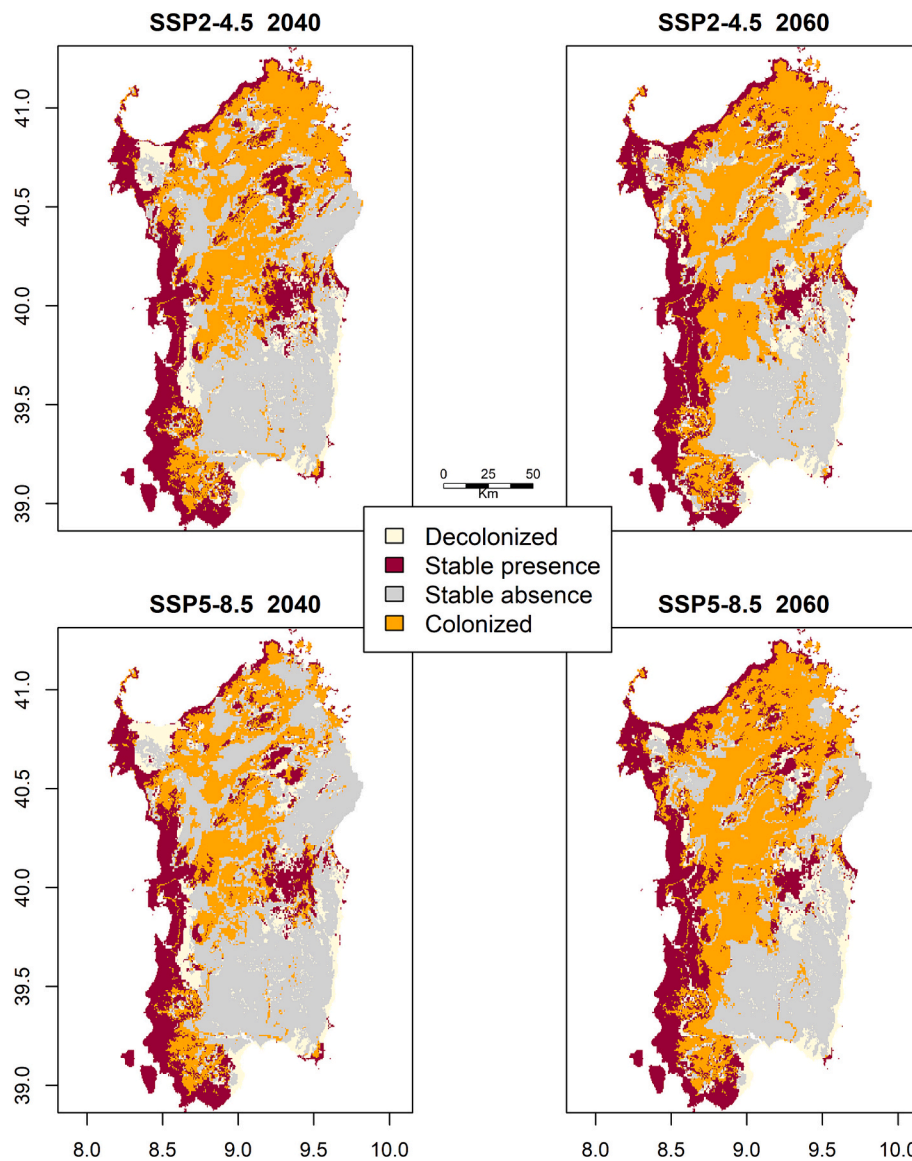 SSP2-4.5 2040
SSP2-4.5 2060
41.0
40.5
40.0
39.5
39.0
0 25 50
Km
Decolonized
Stable presence
Stable absence
Colonized
SSP5-8.5 2040
SSP5-8.5 2060
41.0
40.5
40.0
39.5
39.0
8.0 8.5 9.0 9.5 10.0
8.0 8.5 9.0 9.5 10.0